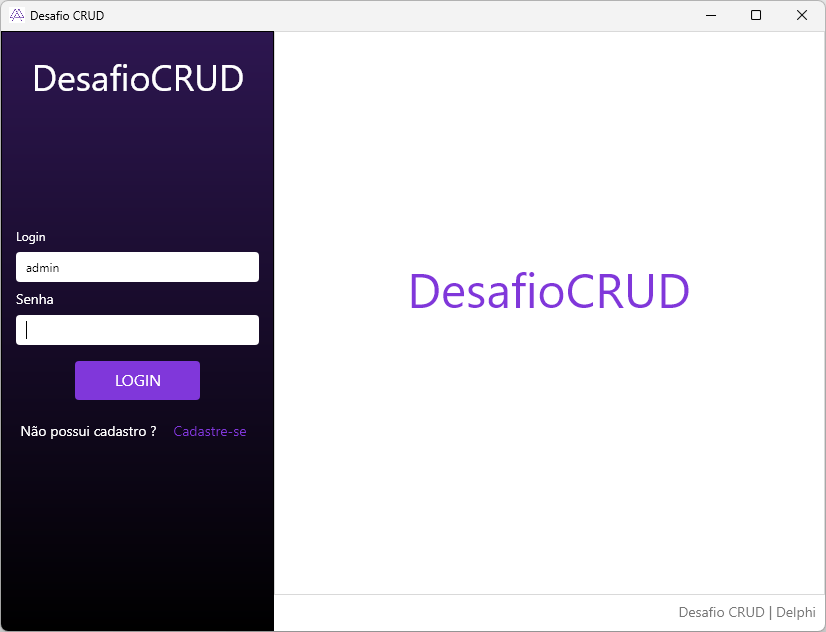 Desafio CRUD
DesafioCRUD
Login
admin
Senha
LOGIN
Não possui cadastro ? Cadastre-se
DesafioCRUD
Desafio CRUD | Delphi